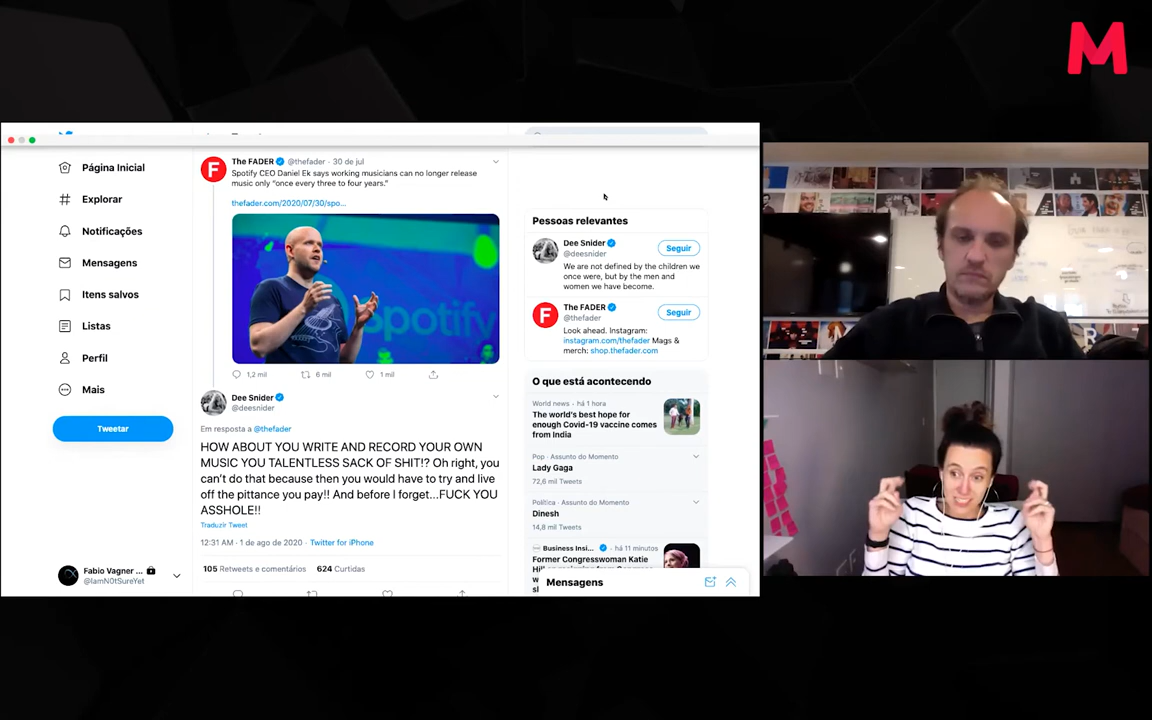 M
Página Inicial
Explorar
Notificações
Mensagens
Itens salvos
Listas
Perfil
Mais
Tweetar
Fabio Vagner ...
@IamN0tSureYet
The FADER @thefader · 30 de jul
Spotify CEO Daniel Ek says working musicians can no longer release
music only "once every three to four years."
thefader.com/2020/07/30/spo...
spotify
1,2 mil 6 mil 1 mil
Dee Snider
@deesnider
Em resposta a @thefader
HOW ABOUT YOU WRITE AND RECORD YOUR OWN
MUSIC YOU TALENTLESS SACK OF SHIT!? Oh right, you
can't do that because then you would have to try and live
off the pittance you pay!! And before I forget...FUCK YOU
ASSHOLE!!
Traduzir Tweet
12:31 AM · 1 de ago de 2020 · Twitter for iPhone
105 Retweets e comentários 624 Curtidas
Pessoas relevantes
Dee Snider
@deesnider
Seguir
We are not defined by the children we
once were, but by the men and
women we have become.
The FADER
@thefader
Seguir
Look ahead. Instagram:
instagram.com/thefader Mags &
merch: shop.thefader.com
O que está acontecendo
World news · há 1 hora
The world's best hope for
enough Covid-19 vaccine comes
from India
Pop · Assunto do Momento
Lady Gaga
72,6 mil Tweets
Política · Assunto do Momento
Dinesh
14,8 mil Tweets
Business Insi... · há 11 minutos
Former Congresswoman Katie
Mensagens